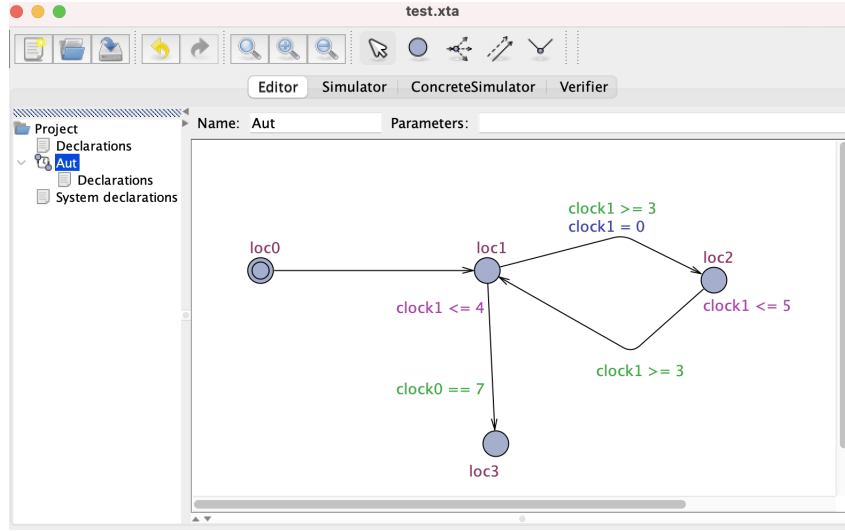 test.xta
Editor Simulator ConcreteSimulator Verifier
Project
Declarations
Aut
Declarations
System declarations
Name: Aut Parameters:
clock1 >= 3
clock1 = 0
loc0
loc1
loc2
clock1 <= 4
clock1 <= 5
clock1 >= 3
clock0 == 7
loc3